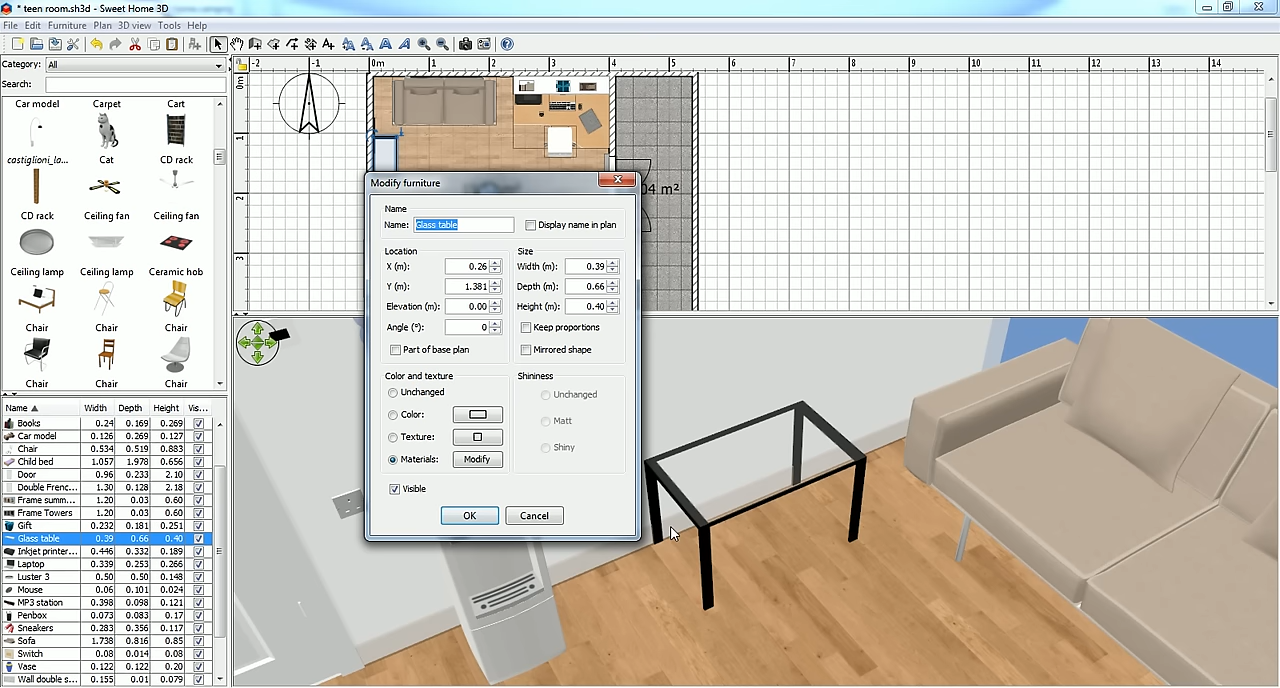 * teen room.sh3d - Sweet Home 3D
File Edit Furniture Plan 3D view Tools Help
Category: All
Search:
Car model Carpet Cart
castiglioni_la... Cat CD rack
CD rack Ceiling fan Ceiling fan
Ceiling lamp Ceiling lamp Ceramic hob
Chair Chair Chair
Chair Chair Chair
-2 -1 0m 1 2 3 4 5 6 7 8 9 10 11 12 13 14
0m
1
2
3
04 m²
Name Width Depth Height Vis...
Books 0.24 0.169 0.269
Car model 0.126 0.269 0.127
Chair 0.534 0.519 0.883
Child bed 1.057 1.978 0.656
Door 0.96 0.233 2.10
Double Frenc... 1.30 0.128 2.18
Frame summ... 1.20 0.03 0.60
Frame Towers 1.20 0.03 0.60
Gift 0.232 0.181 0.251
Glass table 0.39 0.66 0.40
Inkjet printer... 0.446 0.332 0.189
Laptop 0.339 0.253 0.266
Luster 3 0.50 0.50 0.148
Mouse 0.06 0.101 0.024
MP3 station 0.398 0.098 0.121
Penbox 0.073 0.083 0.17
Sneakers 0.283 0.356 0.117
Sofa 1.738 0.816 0.85
Switch 0.08 0.014 0.08
Vase 0.122 0.122 0.20
Wall double s... 0.155 0.01 0.079
Modify furniture
Name
Name: Glass table Display name in plan
Location
X (m): 0.26
Y (m): 1.381
Elevation (m): 0.00
Angle (°): 0
Part of base plan
Size
Width (m): 0.39
Depth (m): 0.66
Height (m): 0.40
Keep proportions
Mirrored shape
Color and texture
Unchanged
Color:
Texture:
Materials: Modify
Shininess
Unchanged
Matt
Shiny
Visible
OK Cancel